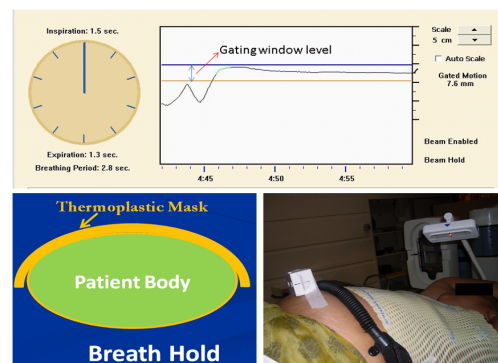 Inspiration: 1.5 sec.
Expiration: 1.3 sec.
Breathing Period: 2.8 sec.
Gating window level
4:45
4:50
4:55
Scale
5 cm
Auto Scale
Gated Motion
7.6 mm
Beam Enabled
Beam Hold
Thermoplastic Mask
Patient Body
Breath Hold